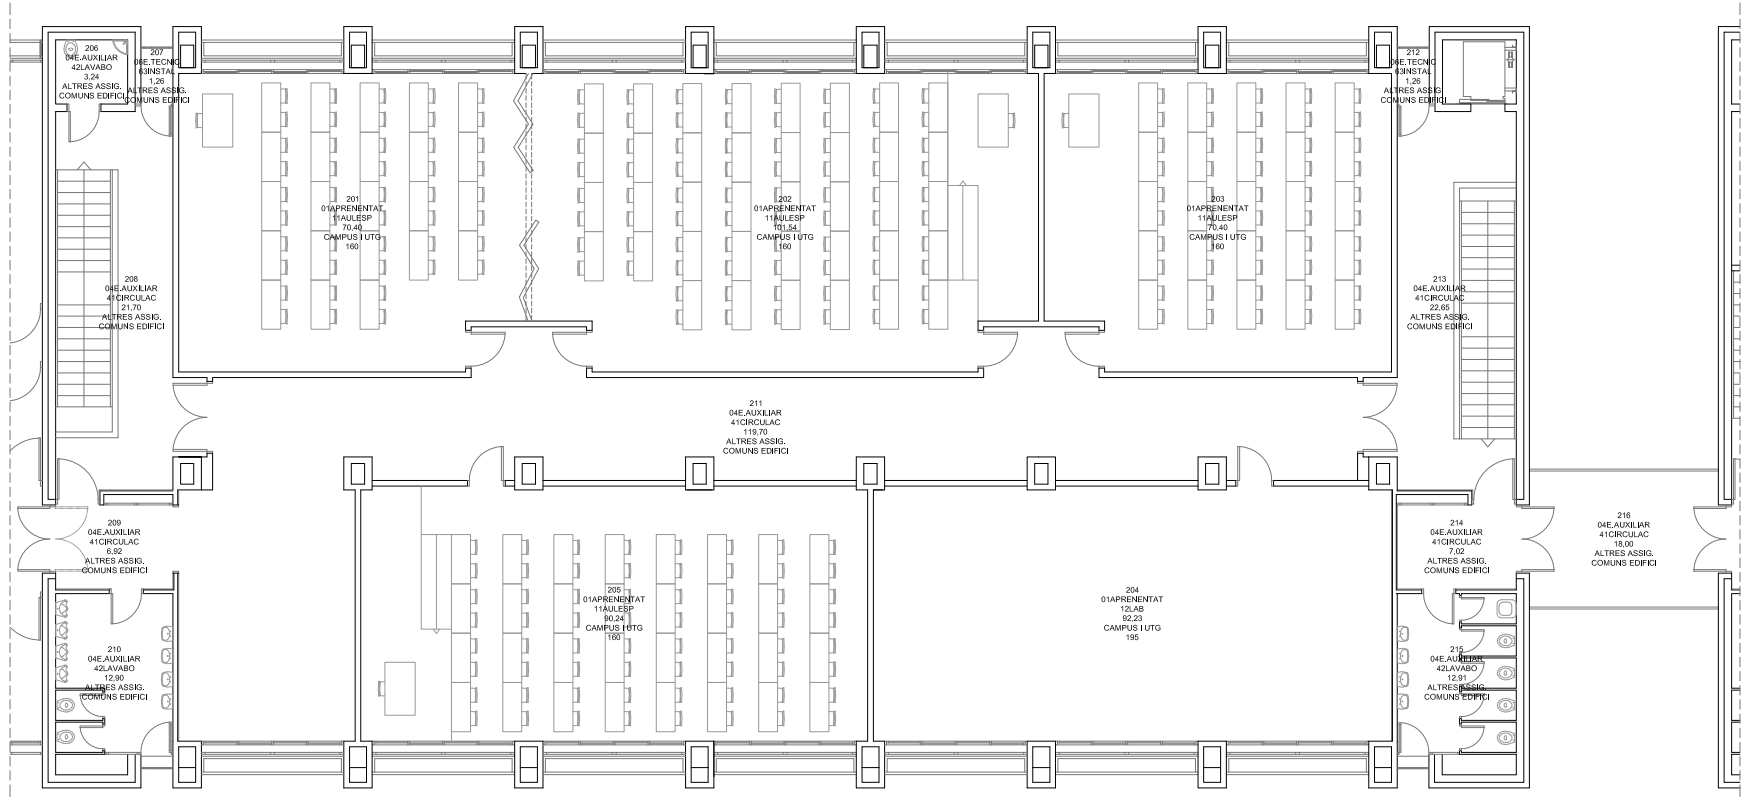 206
04E.AUXILIAR
42LAVABO
3,24
ALTRES ASSIG.
COMUNS EDIFICI
207
06E.TECNIC
63INSTAL
1,26
ALTRES ASSIG.
COMUNS EDIFICI
212
06E.TECNIC
63INSTAL
1,26
ALTRES ASSIG.
COMUNS EDIFICI
201
01APRENENTAT
11AULESP
70,40
CAMPUS I UTG
160
202
01APRENENTAT
11AULESP
101,54
CAMPUS I UTG
160
203
01APRENENTAT
11AULESP
70,40
CAMPUS I UTG
160
208
04E.AUXILIAR
41CIRCULAC
21,70
ALTRES ASSIG.
COMUNS EDIFICI
213
04E.AUXILIAR
41CIRCULAC
22,65
ALTRES ASSIG.
COMUNS EDIFICI
211
04E.AUXILIAR
41CIRCULAC
119,70
ALTRES ASSIG.
COMUNS EDIFICI
209
04E.AUXILIAR
41CIRCULAC
6,92
ALTRES ASSIG.
COMUNS EDIFICI
214
04E.AUXILIAR
41CIRCULAC
7,02
ALTRES ASSIG.
COMUNS EDIFICI
216
04E.AUXILIAR
41CIRCULAC
18,00
ALTRES ASSIG.
COMUNS EDIFICI
205
01APRENENTAT
11AULESP
90,24
CAMPUS I UTG
160
204
01APRENENTAT
12LAB
92,23
CAMPUS I UTG
195
210
04E.AUXILIAR
42LAVABO
12,90
ALTRES ASSIG.
COMUNS EDIFICI
215
04E.AUXILIAR
42LAVABO
12,91
ALTRES ASSIG.
COMUNS EDIFICI